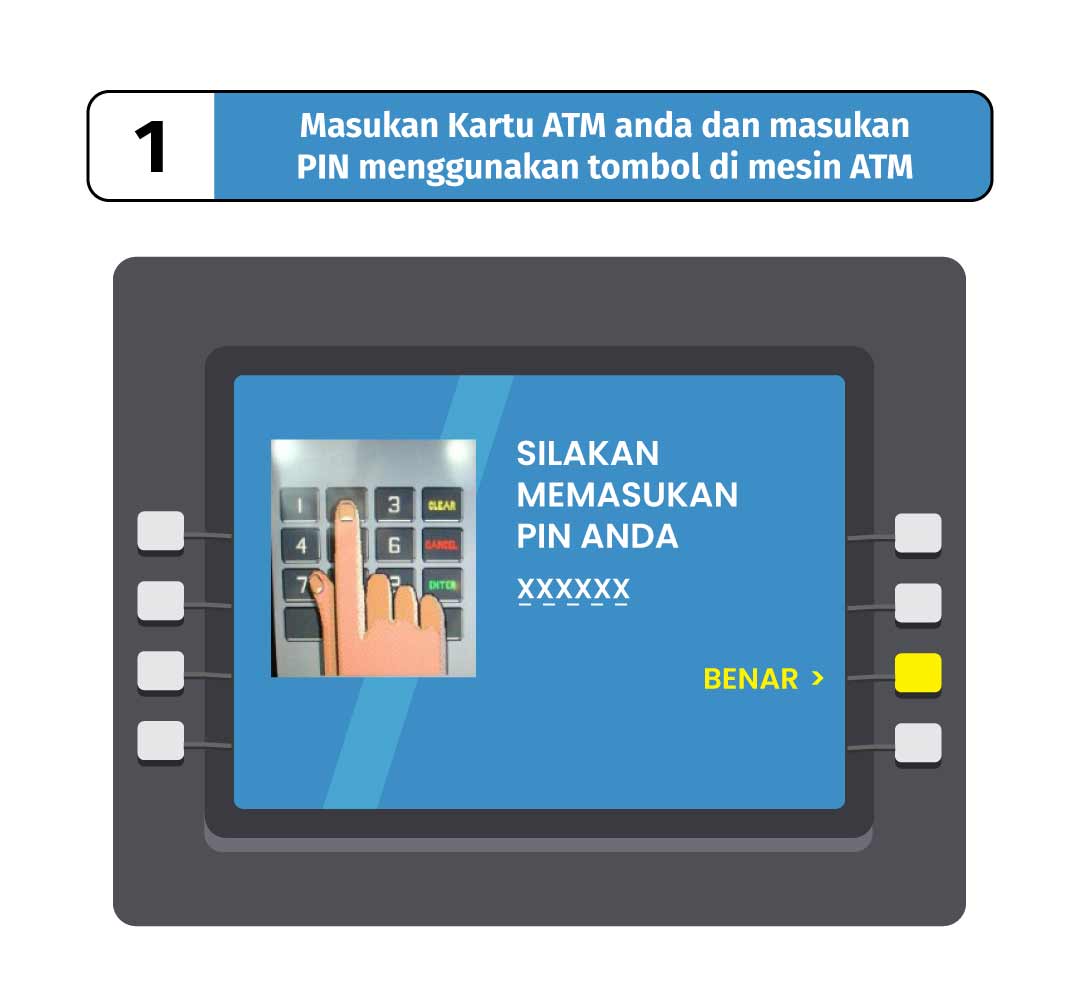 1
Masukan Kartu ATM anda dan masukan
PIN menggunakan tombol di mesin ATM
SILAKAN
MEMASUKAN
PIN ANDA
XXXXXX
1 3 CLEAR
4 6 CANCEL
7 ENTER
BENAR >